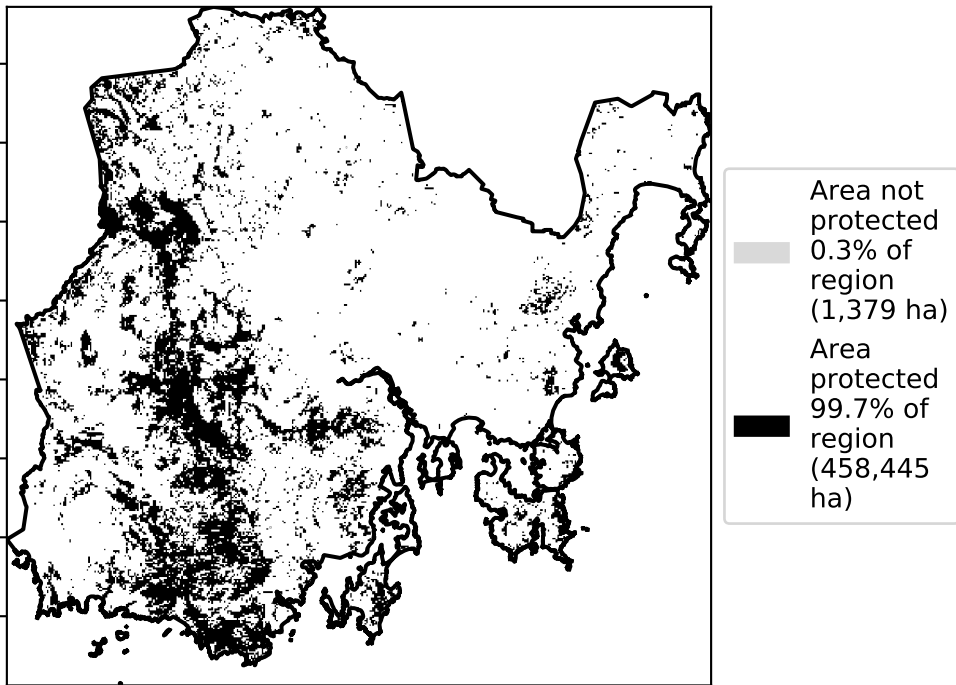 Area not
protected
0.3% of
region
(1,379 ha)
Area
protected
99.7% of
region
(458,445
ha)